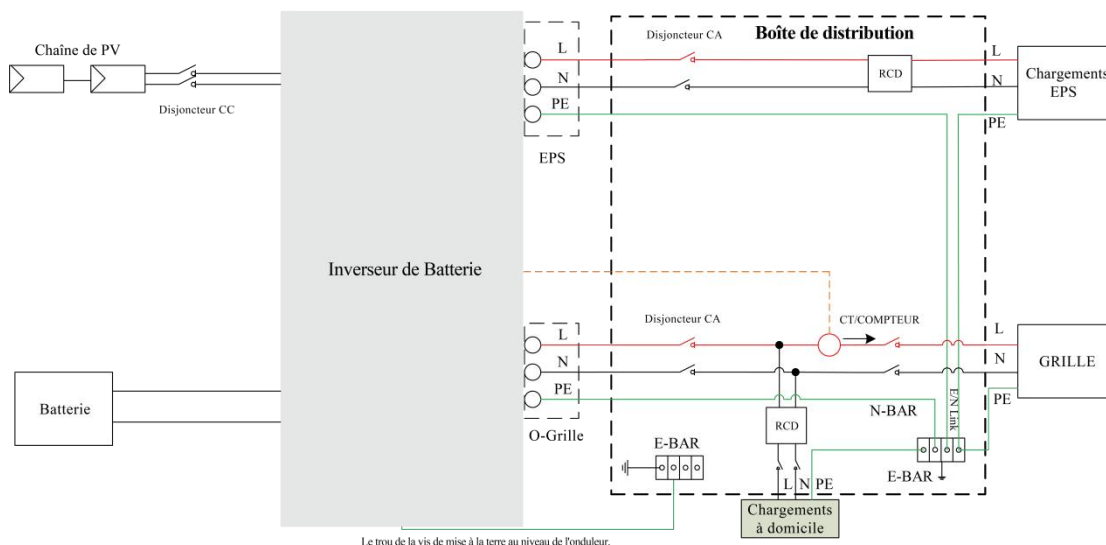 Boîte de distribution
Chaîne de PV
Disjoncteur CC
L
N
PE
EPS
Disjoncteur CA
RCD
L
N
PE
Chargements
EPS
Inverseur de Batterie
Batterie
L
N
PE
O-Grille
Disjoncteur CA
CT/COMPTEUR
L
N
PE
GRILLE
N-BAR
E/N Link
RCD
E-BAR
E-BAR
L N PE
Chargements
à domicile
Le trou de la vis de mise à la terre au niveau de l'onduleur.